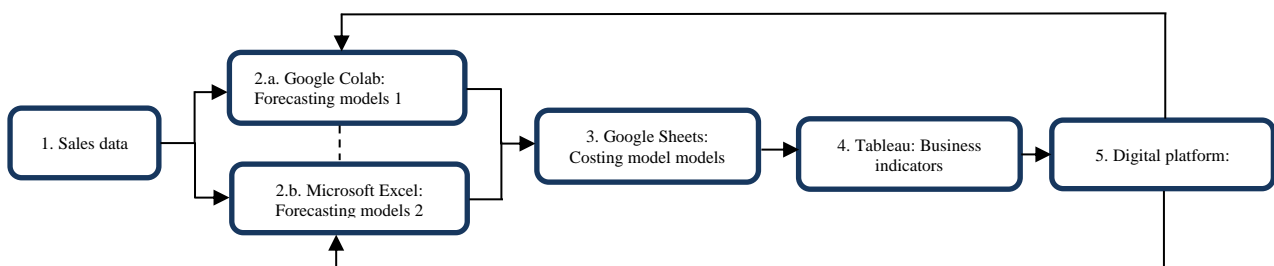 2.a. Google Colab:
Forecasting models 1
1. Sales data
3. Google Sheets:
Costing model models
4. Tableau: Business
indicators
5. Digital platform:
2.b. Microsoft Excel:
Forecasting models 2